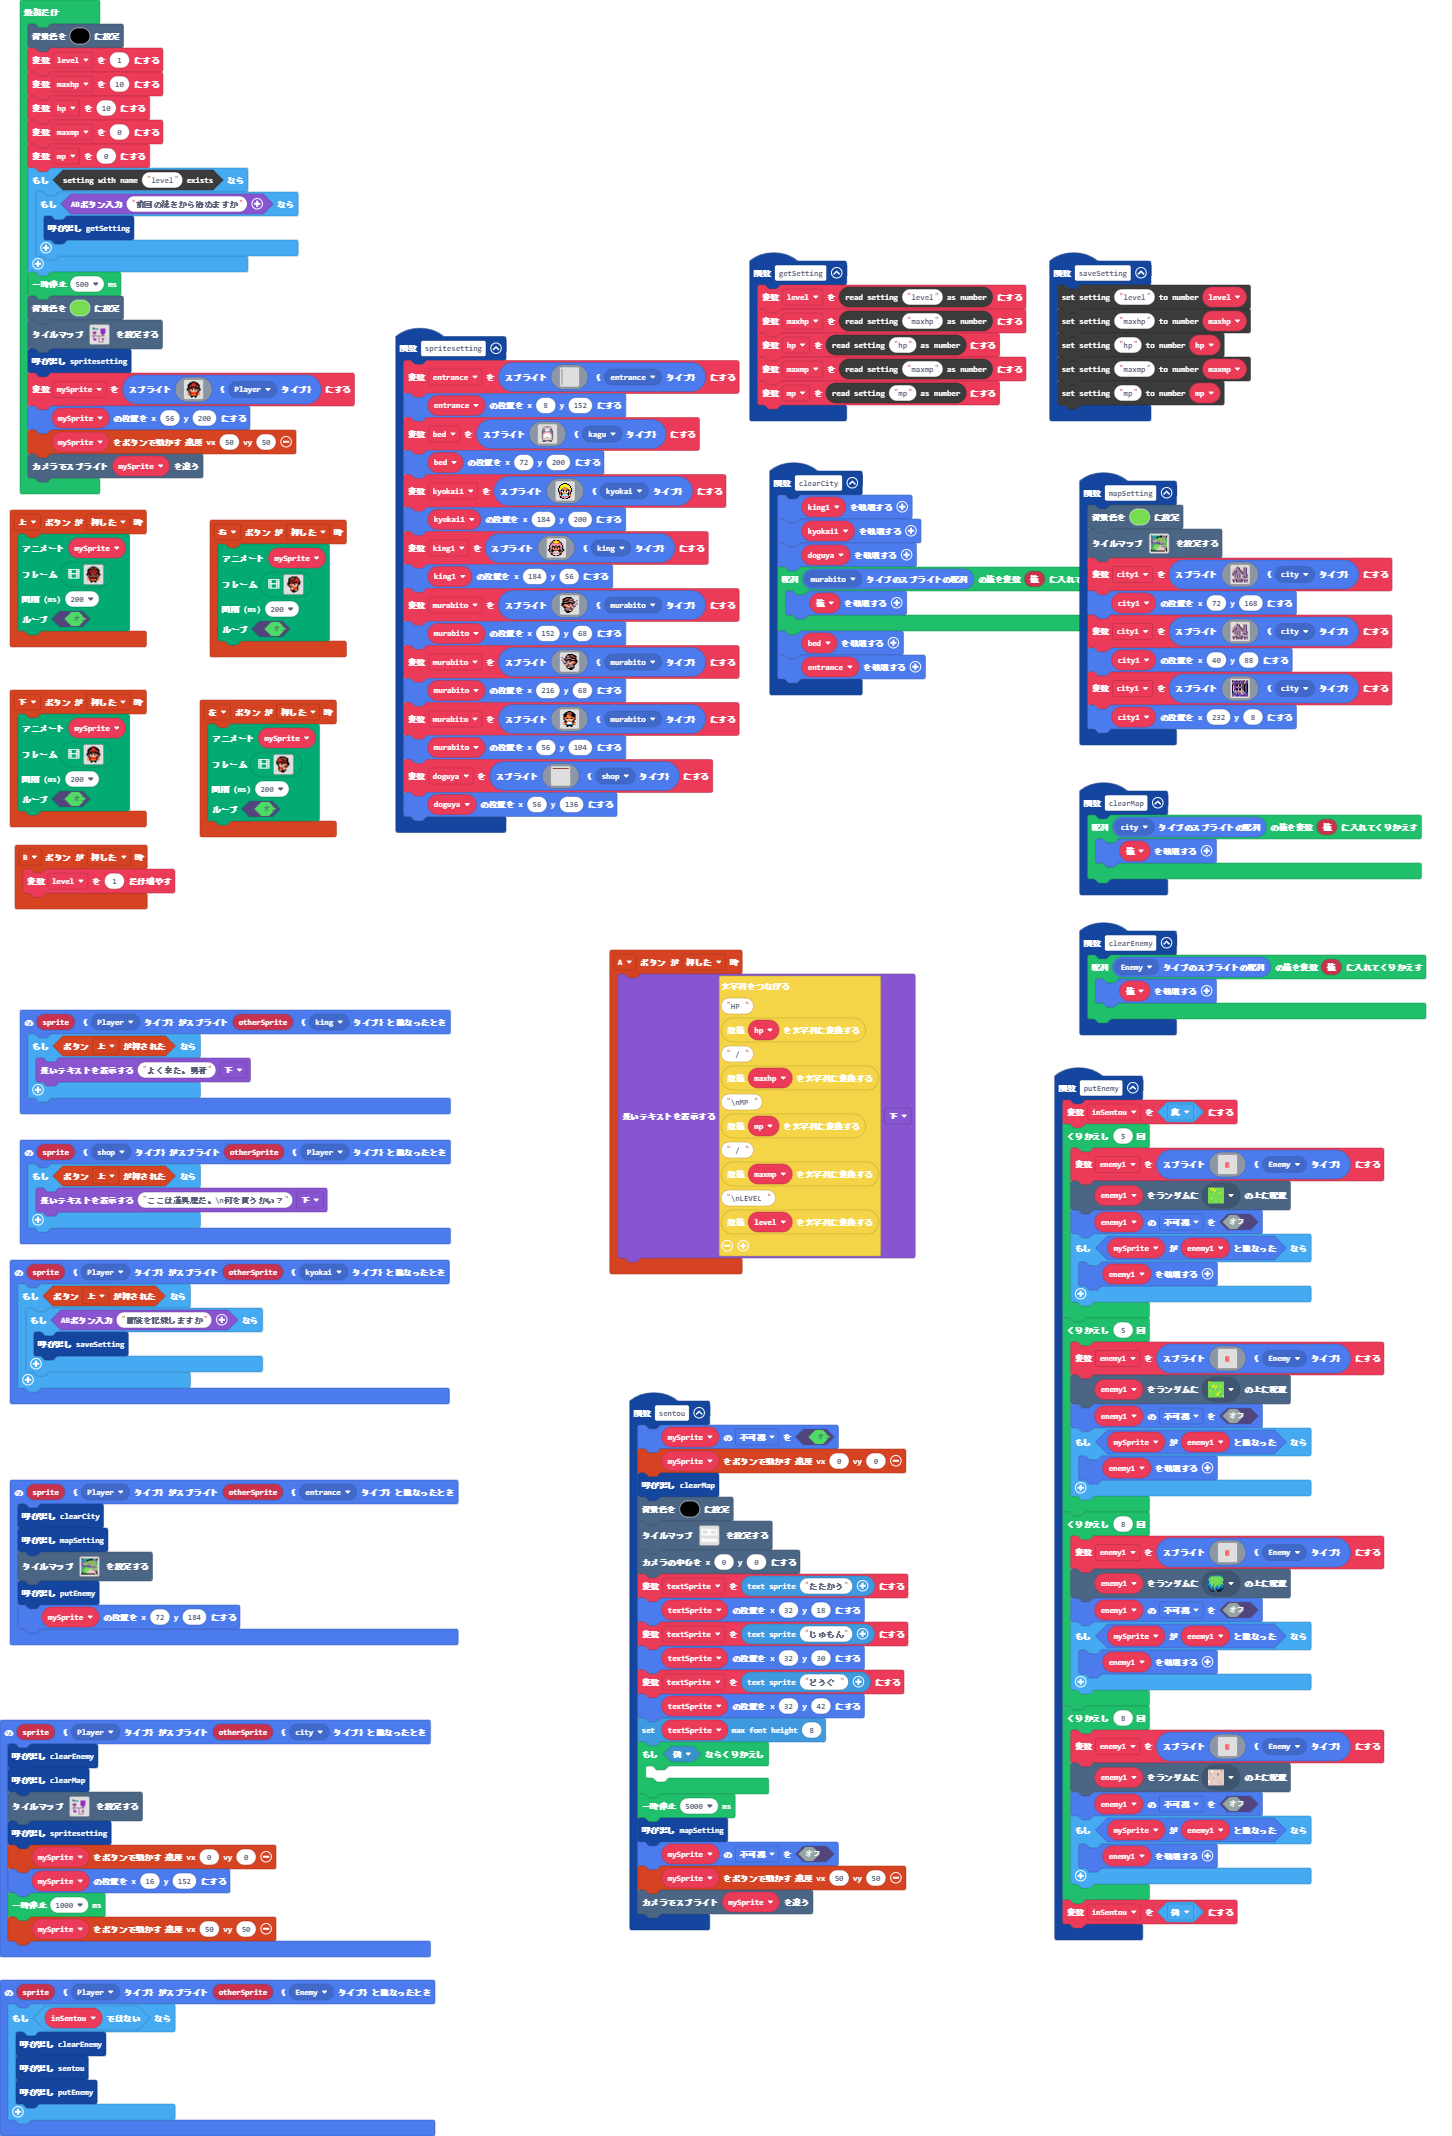 最初だけ
背景色を に設定
変数 level を 1 にする
変数 maxhp を 10 にする
変数 hp を 10 にする
変数 maxmp を 0 にする
変数 mp を 0 にする
もし setting with name "level" exists なら
もし ABボタン入力 "前回の続きから始めますか" なら
呼び出し getSetting
一時停止 500 ms
背景色を に設定
タイルマップ を設定する
呼び出し spritesetting
変数 mySprite を スプライト ( Player タイプ) にする
mySprite の位置を x 56 y 200 にする
mySprite をボタンで動かす 速度 vx 50 vy 50
カメラでスプライト mySprite を追う
上 ボタン が 押した 時
アニメート mySprite
フレーム
間隔 (ms) 200
ループ オ
右 ボタン が 押した 時
アニメート mySprite
フレーム
間隔 (ms) 200
ループ オ
下 ボタン が 押した 時
アニメート mySprite
フレーム
間隔 (ms) 200
ループ オ
左 ボタン が 押した 時
アニメート mySprite
フレーム
間隔 (ms) 200
ループ オ
B ボタン が 押した 時
変数 level を 1 だけ増やす
関数 spritesetting
変数 entrance を スプライト ( entrance タイプ) にする
entrance の位置を x 8 y 152 にする
変数 bed を スプライト ( kagu タイプ) にする
bed の位置を x 72 y 200 にする
変数 kyokai1 を スプライト ( kyokai タイプ) にする
kyokai1 の位置を x 184 y 200 にする
変数 king1 を スプライト ( king タイプ) にする
king1 の位置を x 184 y 56 にする
変数 murabito を スプライト ( murabito タイプ) にする
murabito の位置を x 152 y 68 にする
変数 murabito を スプライト ( murabito タイプ) にする
murabito の位置を x 216 y 68 にする
変数 murabito を スプライト ( murabito タイプ) にする
murabito の位置を x 56 y 104 にする
変数 doguya を スプライト ( shop タイプ) にする
doguya の位置を x 56 y 136 にする
関数 getSetting
変数 level を read setting "level" as number にする
変数 maxhp を read setting "maxhp" as number にする
変数 hp を read setting "hp" as number にする
変数 maxmp を read setting "maxmp" as number にする
変数 mp を read setting "mp" as number にする
関数 saveSetting
set setting "level" to number level
set setting "maxhp" to number maxhp
set setting "hp" to number hp
set setting "maxmp" to number maxmp
set setting "mp" to number mp
関数 clearCity
king1 を破壊する
kyokai1 を破壊する
doguya を破壊する
配列 murabito タイプのスプライトの配列 の値を変数 値 に入れて
値 を破壊する
bed を破壊する
entrance を破壊する
関数 mapSetting
背景色を に設定
タイルマップ を設定する
変数 city1 を スプライト ( city タイプ) にする
city1 の位置を x 72 y 168 にする
変数 city1 を スプライト ( city タイプ) にする
city1 の位置を x 40 y 88 にする
変数 city1 を スプライト ( city タイプ) にする
city1 の位置を x 232 y 8 にする
関数 clearMap
配列 city タイプのスプライトの配列 の値を変数 値 に入れてくりかえす
値 を破壊する
関数 clearEnemy
配列 Enemy タイプのスプライトの配列 の値を変数 値 に入れてくりかえす
値 を破壊する
の sprite ( Player タイプ) がスプライト otherSprite ( king タイプ) と重なったとき
もし ボタン 上 が押された なら
長いテキストを表示する "よく来た。勇者" 下
の sprite ( shop タイプ) がスプライト otherSprite ( Player タイプ) と重なったとき
もし ボタン 上 が押された なら
長いテキストを表示する "ここは道具屋だ。\n何を買うかい？" 下
の sprite ( Player タイプ) がスプライト otherSprite ( kyokai タイプ) と重なったとき
もし ボタン 上 が押された なら
もし ABボタン入力 "冒険を記録しますか" なら
呼び出し saveSetting
の sprite ( Player タイプ) がスプライト otherSprite ( entrance タイプ) と重なったとき
呼び出し clearCity
呼び出し mapSetting
タイルマップ を設定する
呼び出し putEnemy
mySprite の位置を x 72 y 184 にする
の sprite ( Player タイプ) がスプライト otherSprite ( city タイプ) と重なったとき
呼び出し clearEnemy
呼び出し clearMap
タイルマップ を設定する
呼び出し spritesetting
mySprite をボタンで動かす 速度 vx 0 vy 0
mySprite の位置を x 16 y 152 にする
一時停止 1000 ms
mySprite をボタンで動かす 速度 vx 50 vy 50
の sprite ( Player タイプ) がスプライト otherSprite ( Enemy タイプ) と重なったとき
もし inSentou ではない なら
呼び出し clearEnemy
呼び出し sentou
呼び出し putEnemy
A ボタン が 押した 時
長いテキストを表示する 下
文字列をつなげる
"HP "
数値 hp を文字列に変換する
" / "
数値 maxhp を文字列に変換する
"\nMP "
数値 mp を文字列に変換する
" / "
数値 maxmp を文字列に変換する
"\nLEVEL "
数値 level を文字列に変換する
関数 sentou
mySprite の 不可視 を オ
mySprite をボタンで動かす 速度 vx 0 vy 0
呼び出し clearMap
背景色を に設定
タイルマップ を設定する
カメラの中心を x 0 y 0 にする
変数 textSprite を text sprite "たたかう" にする
textSprite の位置を x 32 y 18 にする
変数 textSprite を text sprite "じゅもん" にする
textSprite の位置を x 32 y 30 にする
変数 textSprite を text sprite "どうぐ" にする
textSprite の位置を x 32 y 42 にする
set textSprite max font height 8
もし 偽 ならくりかえし
一時停止 5000 ms
呼び出し mapSetting
mySprite の 不可視 を オフ
mySprite をボタンで動かす 速度 vx 50 vy 50
カメラでスプライト mySprite を追う
関数 putEnemy
変数 inSentou を 真 にする
くりかえし 5 回
変数 enemy1 を スプライト ( Enemy タイプ) にする
enemy1 をランダムに の上に配置
enemy1 の 不可視 を オフ
もし mySprite が enemy1 と重なった なら
enemy1 を破壊する
くりかえし 5 回
変数 enemy1 を スプライト ( Enemy タイプ) にする
enemy1 をランダムに の上に配置
enemy1 の 不可視 を オフ
もし mySprite が enemy1 と重なった なら
enemy1 を破壊する
くりかえし 8 回
変数 enemy1 を スプライト ( Enemy タイプ) にする
enemy1 をランダムに の上に配置
enemy1 の 不可視 を オフ
もし mySprite が enemy1 と重なった なら
enemy1 を破壊する
くりかえし 8 回
変数 enemy1 を スプライト ( Enemy タイプ) にする
enemy1 をランダムに の上に配置
enemy1 の 不可視 を オフ
もし mySprite が enemy1 と重なった なら
enemy1 を破壊する
変数 inSentou を 偽 にする